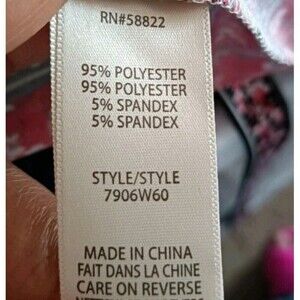 RN#58822
95% POLYESTER
95% POLYESTER
5% SPANDEX
5% SPANDEX
STYLE/STYLE
7906W60
MADE IN CHINA
FAIT DANS LA CHINE
CARE ON REVERSE